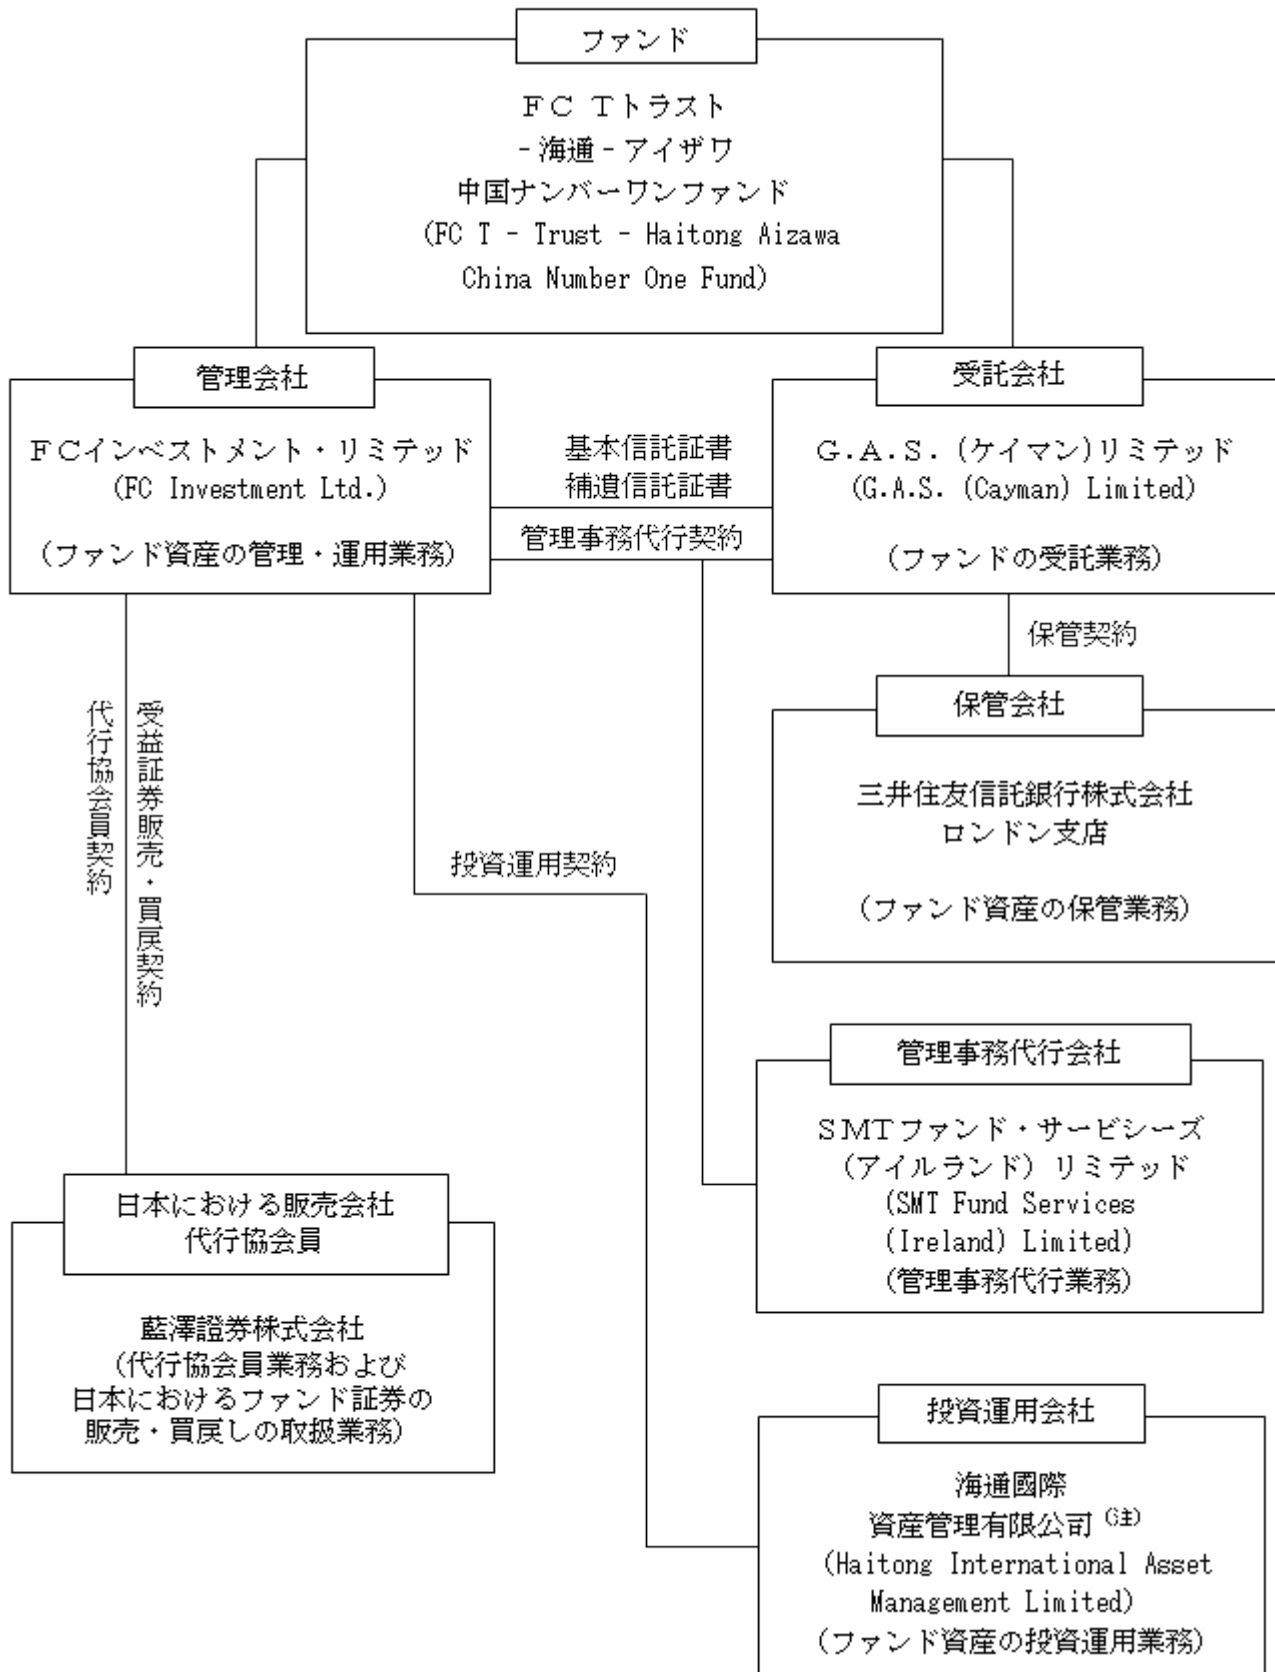 ファンド
ＦＣ Ｔトラスト
‐海通‐アイザワ
中国ナンバーワンファンド
(FC T - Trust - Haitong Aizawa
China Number One Fund)
管理会社
ＦＣインベストメント・リミテッド
(FC Investment Ltd.)
(ファンド資産の管理・運用業務)
基本信託証書
補遺信託証書
管理事務代行契約
受託会社
Ｇ.Ａ.Ｓ.(ケイマン)リミテッド
(G.A.S. (Cayman) Limited)
(ファンドの受託業務)
保管契約
保管会社
三井住友信託銀行株式会社
ロンドン支店
(ファンド資産の保管業務)
代行協会員契約
受益証券販売・買戻契約
投資運用契約
管理事務代行会社
ＳＭＴファンド・サービシーズ
(アイルランド) リミテッド
(SMT Fund Services
(Ireland) Limited)
(管理事務代行業務)
日本における販売会社
代行協会員
藍澤證券株式会社
(代行協会員業務および
日本におけるファンド証券の
販売・買戻しの取扱業務)
投資運用会社
海通國際
資産管理有限公司 (注)
(Haitong International Asset
Management Limited)
(ファンド資産の投資運用業務)